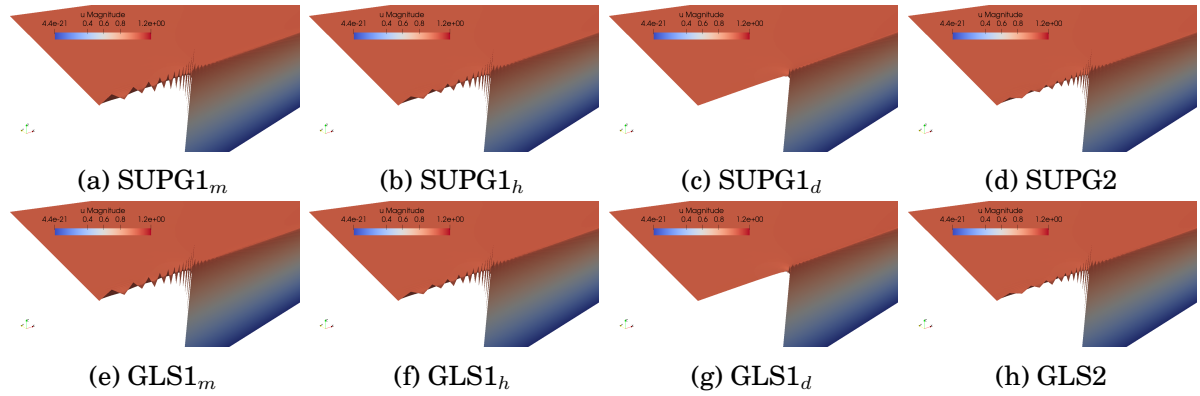 u Magnitude
4.4e-21 0.4 0.6 0.8 1.2e+00
u Magnitude
4.4e-21 0.4 0.6 0.8 1.2e+00
u Magnitude
4.4e-21 0.4 0.6 0.8 1.2e+00
u Magnitude
4.4e-21 0.4 0.6 0.8 1.2e+00
(a) SUPG1ₘ
(b) SUPG1ₕ
(c) SUPG1_d
(d) SUPG2
u Magnitude
4.4e-21 0.4 0.6 0.8 1.2e+00
u Magnitude
4.4e-21 0.4 0.6 0.8 1.2e+00
u Magnitude
4.4e-21 0.4 0.6 0.8 1.2e+00
u Magnitude
4.4e-21 0.4 0.6 0.8 1.2e+00
(e) GLS1ₘ
(f) GLS1ₕ
(g) GLS1_d
(h) GLS2